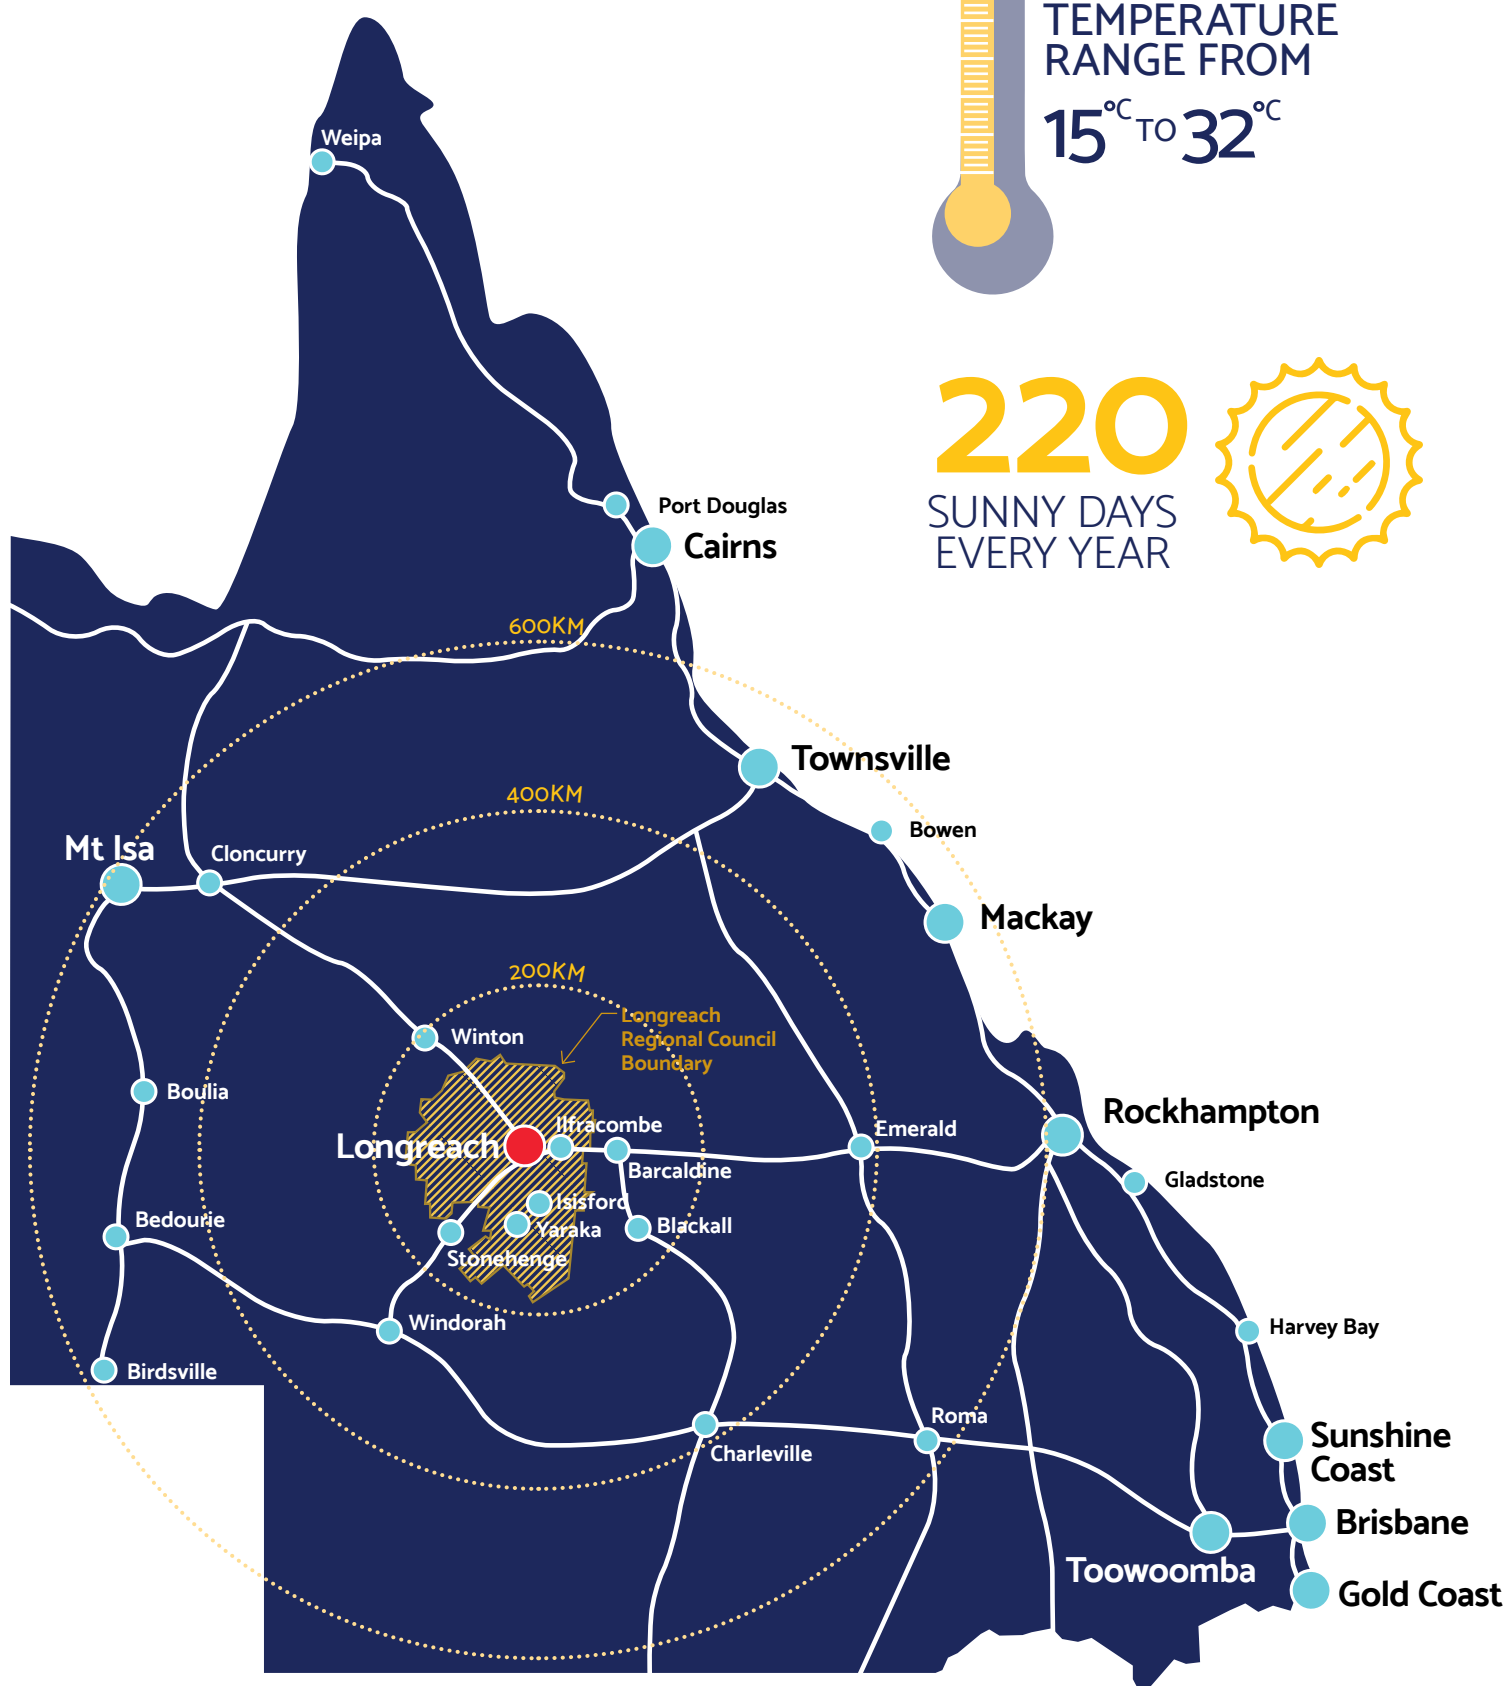 TEMPERATURE
RANGE FROM
15°C TO 32°C
220
SUNNY DAYS
EVERY YEAR
Weipa
Port Douglas
Cairns
600KM
Townsville
400KM
Bowen
Mt Isa
Cloncurry
Mackay
200KM
Longreach
Regional Council
Boundary
Winton
Boulia
Rockhampton
Ilfracombe
Emerald
Longreach
Barcaldine
Gladstone
Isisford
Bedourie
Yaraka
Blackall
Stonehenge
Windorah
Harvey Bay
Birdsville
Roma
Charleville
Sunshine
Coast
Brisbane
Toowoomba
Gold Coast